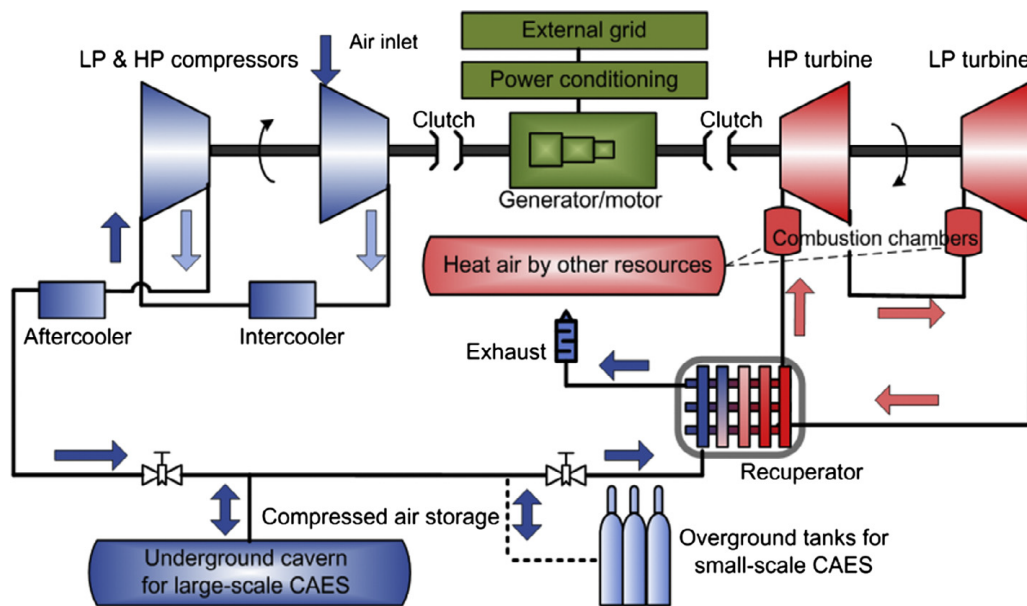 External grid
Air inlet
LP & HP compressors
HP turbine
LP turbine
Power conditioning
Clutch
Clutch
Generator/motor
Combustion chambers
Heat air by other resources
Aftercooler
Intercooler
Exhaust
Recuperator
Compressed air storage
Underground cavern
for large-scale CAES
Overground tanks for
small-scale CAES